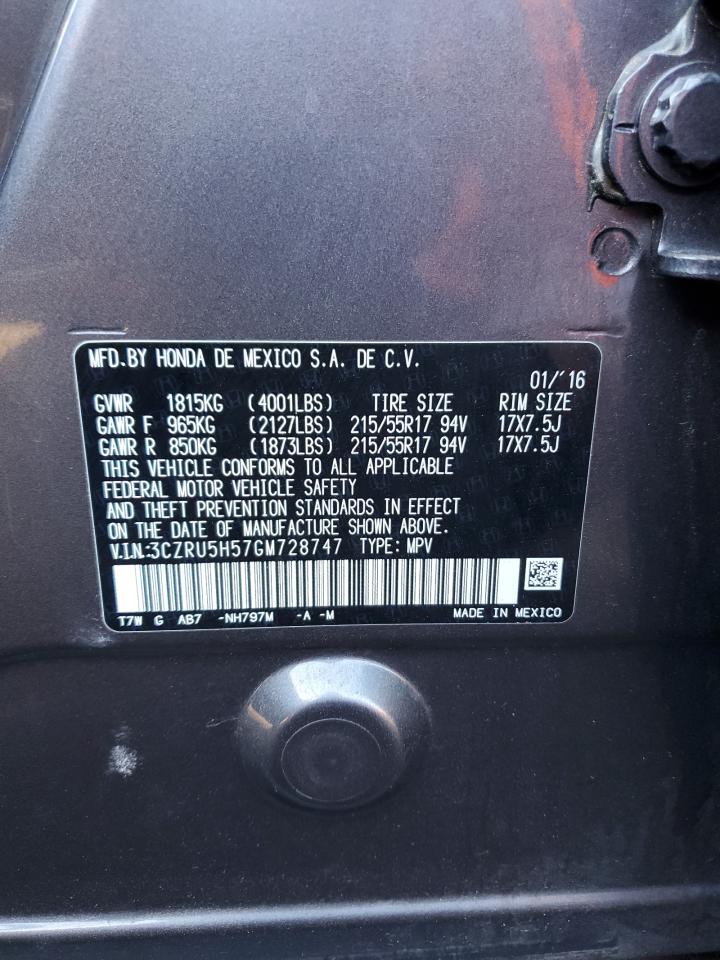 MFD.BY HONDA DE MEXICO S.A. DE C.V.
01/'16
GVWR 1815KG (4001LBS) TIRE SIZE RIM SIZE
GAWR F 965KG (2127LBS) 215/55R17 94V 17X7.5J
GAWR R 850KG (1873LBS) 215/55R17 94V 17X7.5J
THIS VEHICLE CONFORMS TO ALL APPLICABLE
FEDERAL MOTOR VEHICLE SAFETY
AND THEFT PREVENTION STANDARDS IN EFFECT
ON THE DATE OF MANUFACTURE SHOWN ABOVE.
V.I.N.:3CZRU5H57GM728747 TYPE: MPV
T7W G AB7 -NH797M -A -M MADE IN MEXICO